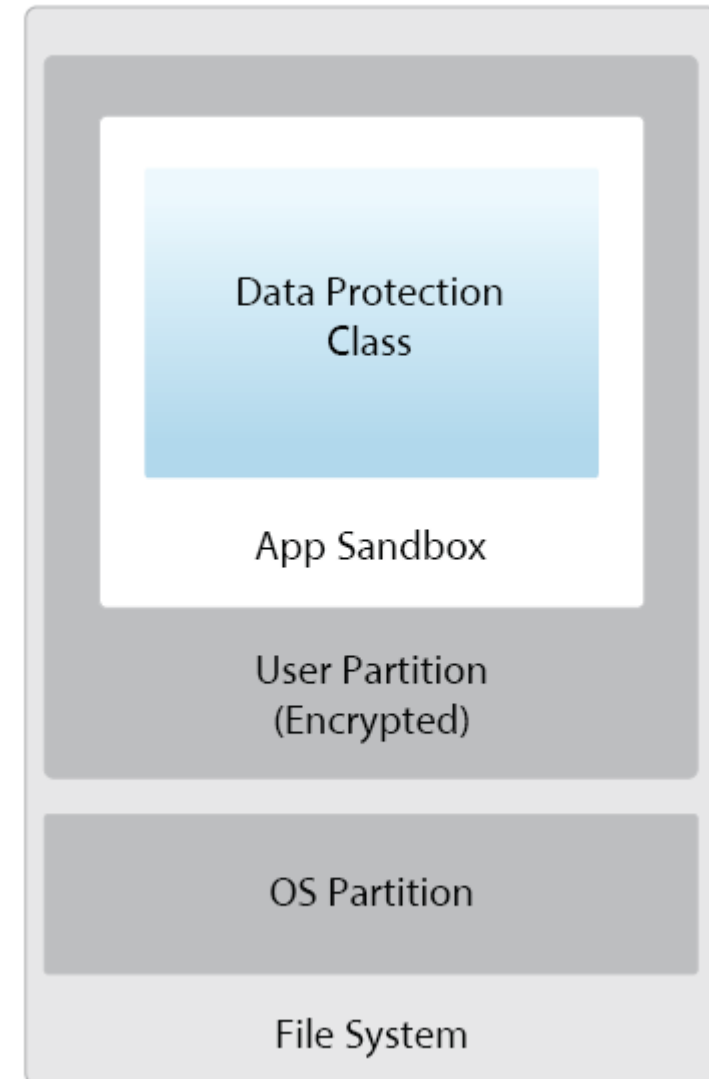 Data Protection
Class
App Sandbox
User Partition
(Encrypted)
OS Partition
File System